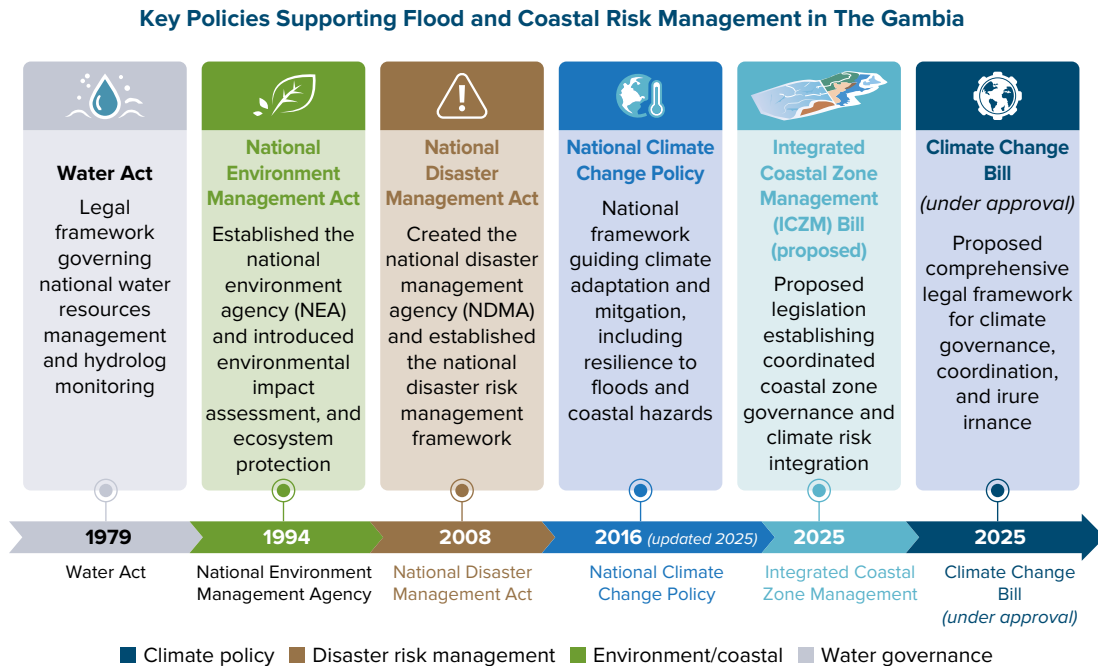 Key Policies Supporting Flood and Coastal Risk Management in The Gambia
Water Act
Legal
framework
governing
national water
resources
management
and hydrolog
monitoring
National
Environment
Management Act
Established the
national
environment
agency (NEA)
and introduced
environmental
impact
assessment, and
ecosystem
protection
National
Disaster
Management Act
Created the
national disaster
management
agency (NDMA)
and established
the national
disaster risk
management
framework
National Climate
Change Policy
National
framework
guiding climate
adaptation and
mitgation,
including
resilience to
floods and
coastal hazards
Integrated
Coastal Zone
Management
(ICZM) Bill
(proposed)
Proposed
legislation
establishing
coordinated
coastal zone
governance and
climate risk
integration
Climate Change
Bill
(under approval)
Proposed
comprehensive
legal framework
for climate
governance,
coordination,
and irure
irnance
1979
1994
2008
2016 (updated 2025)
2025
2025
Water Act
National Environment
Management Agency
National Disaster
Management Act
National Climate
Change Policy
Integrated Coastal
Zone Management
Climate Change
Bill
(under approval)
Climate policy
Disaster risk management
Environment/coastal
Water governance